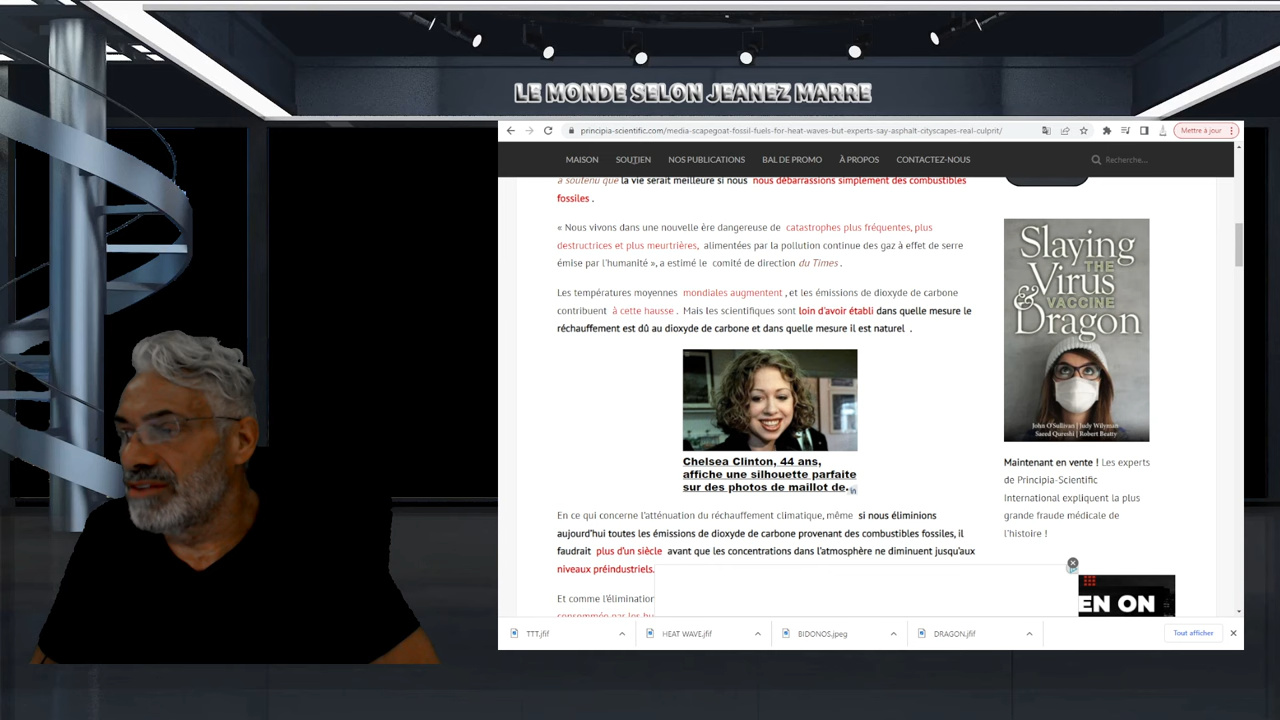 LE MONDE SELON JEANEZ MARRE
principia-scientific.com/media-scapegoat-fossil-fuels-for-heat-waves-but-experts-say-asphalt-cityscapes-real-culprit/
Mettre à jour
MAISON SOUTIEN NOS PUBLICATIONS BAL DE PROMO À PROPOS CONTACTEZ-NOUS
Recherche...
a soutenu que la vie serait meilleure si nous nous débarrassions simplement des combustibles
fossiles .
« Nous vivons dans une nouvelle ère dangereuse de catastrophes plus fréquentes, plus
destructrices et plus meurtrières, alimentées par la pollution continue des gaz à effet de serre
émise par l'humanité », a estimé le comité de direction du Times .
Les températures moyennes mondiales augmentent , et les émissions de dioxyde de carbone
contribuent à cette hausse . Mais les scientifiques sont loin d'avoir établi dans quelle mesure le
réchauffement est dû au dioxyde de carbone et dans quelle mesure il est naturel .
Chelsea Clinton, 44 ans,
affiche une silhouette parfaite
sur des photos de maillot de.
En ce qui concerne l'atténuation du réchauffement climatique, même si nous éliminions
aujourd'hui toutes les émissions de dioxyde de carbone provenant des combustibles fossiles, il
faudrait plus d'un siècle avant que les concentrations dans l'atmosphère ne diminuent jusqu'aux
niveaux préindustriels.
Et comme l'élimination
Slaying
THE
Virus
& VACCINE
Dragon
John O'Sullivan | Judy Wilyman
Saeed Qureshi | Robert Beatty
Maintenant en vente ! Les experts
de Principia-Scientific
International expliquent la plus
grande fraude médicale de
l'histoire !
EN ON
TTT.jfif HEAT WAVE.jfif BIDONOS.jpeg DRAGON.jfif Tout afficher